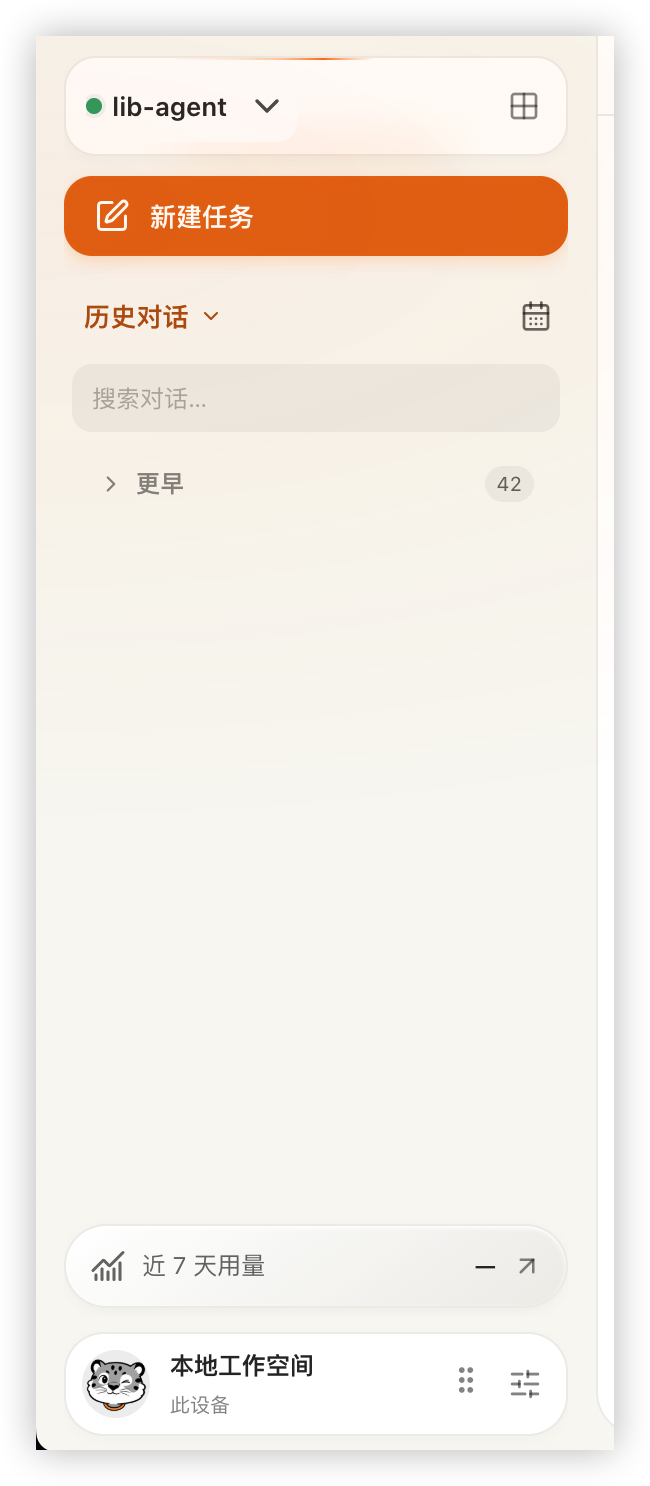 lib-agent
新建任务
历史对话
搜索对话...
更早 42
近 7 天用量 —
本地工作空间
此设备